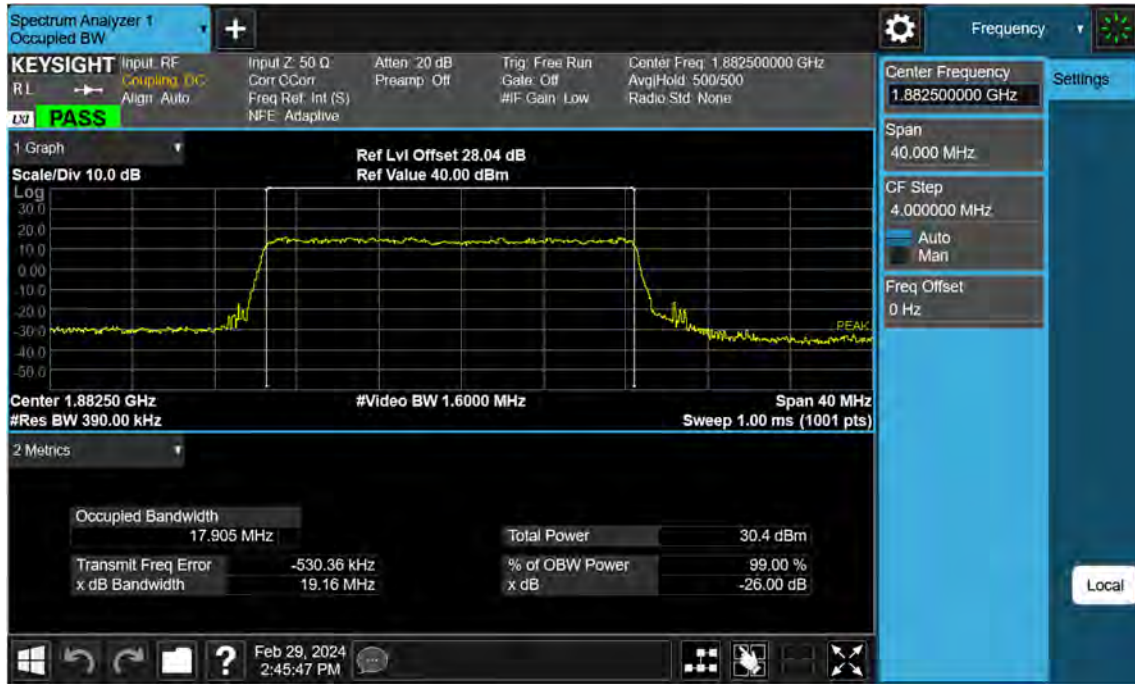 Spectrum Analyzer 1
Occupied BW
+
Frequency
KEYSIGHT
Input: RF
Coupling: DC
Align: Auto
Input Z: 50 Ω
Corr CCorr
Freq Ref: Int (S)
NFE: Adaptive
Atten: 20 dB
Preamp: Off
Trig: Free Run
Gate: Off
#IF Gain: Low
Center Freq: 1.882500000 GHz
Avg|Hold: 500/500
Radio Std: None
R L
LXI
PASS
Center Frequency
1.882500000 GHz
Settings
Span
40.000 MHz
CF Step
4.000000 MHz
Auto
Man
Freq Offset
0 Hz
1 Graph
Scale/Div 10.0 dB
Ref Lvl Offset 28.04 dB
Ref Value 40.00 dBm
Log
30.0
20.0
10.0
0.00
-10.0
-20.0
-30.0
-40.0
-50.0
PEAK
Center 1.88250 GHz
#Video BW 1.6000 MHz
Span 40 MHz
#Res BW 390.00 kHz
Sweep 1.00 ms (1001 pts)
2 Metrics
Occupied Bandwidth
17.905 MHz
Total Power 30.4 dBm
Transmit Freq Error -530.36 kHz
% of OBW Power 99.00 %
x dB Bandwidth 19.16 MHz
x dB -26.00 dB
Local
?
Feb 29, 2024
2:45:47 PM